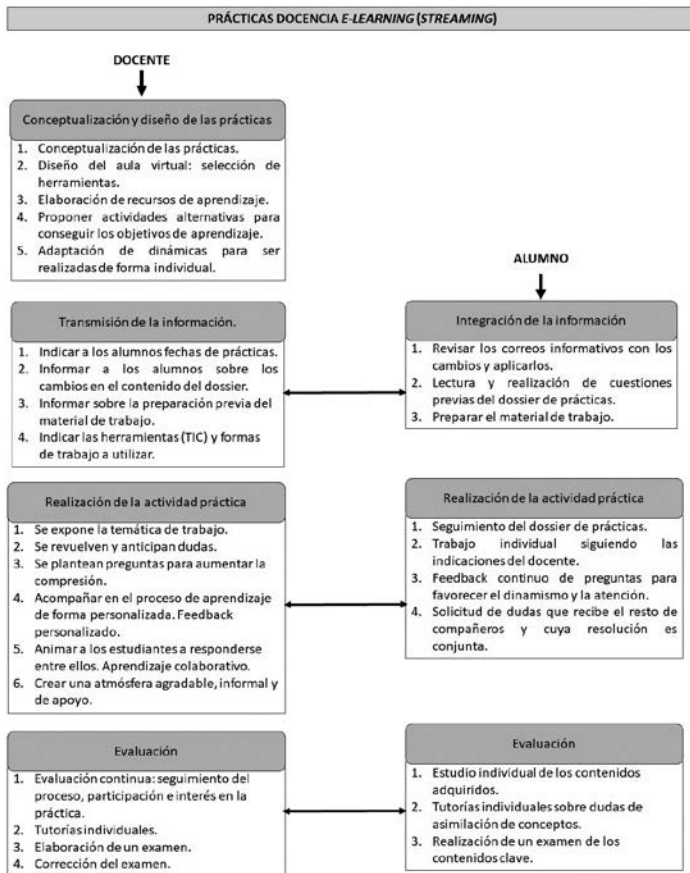 PRÁCTICAS DOCENCIA E-LEARNING (STREAMING)
DOCENTE
Conceptualización y diseño de las prácticas
1. Conceptualización de las prácticas.
2. Diseño del aula virtual: selección de
herramientas.
3. Elaboración de recursos de aprendizaje.
4. Proponer actividades alternativas para
conseguir los objetivos de aprendizaje.
5. Adaptación de dinámicas para ser
realizadas de forma individual.
ALUMNO
Transmisión de la información.
1. Indicar a los alumnos fechas de prácticas.
2. Informar a los alumnos sobre los
cambios en el contenido del dossier.
3. Informar sobre la preparación previa del
material de trabajo.
4. Indicar las herramientas (TIC) y formas
de trabajo a utilizar.
Integración de la información
1. Revisar los correos informativos con los
cambios y aplicarlos.
2. Lectura y realización de cuestiones
previas del dossier de prácticas.
3. Preparar el material de trabajo.
Realización de la actividad práctica
1. Se expone la temática de trabajo.
2. Se revuelven y anticipan dudas.
3. Se plantean preguntas para aumentar la
compresión.
4. Acompañar en el proceso de aprendizaje
de forma personalizada. Feedback
personalizado.
5. Animar a los estudiantes a responderse
entre ellos. Aprendizaje colaborativo.
6. Crear una atmósfera agradable, informal y
de apoyo.
Realización de la actividad práctica
1. Seguimiento del dossier de prácticas.
2. Trabajo individual siguiendo las
indicaciones del docente.
3. Feedback continuo de preguntas para
favorecer el dinamismo y la atención.
4. Solicitud de dudas que recibe el resto de
compañeros y cuya resolución es
conjunta.
Evaluación
1. Evaluación continua: seguimiento del
proceso, participación e interés en la
práctica.
2. Tutorías individuales.
3. Elaboración de un examen.
4. Corrección del examen.
Evaluación
1. Estudio individual de los contenidos
adquiridos.
2. Tutorías individuales sobre dudas de
asimilación de conceptos.
3. Realización de un examen de los
contenidos clave.